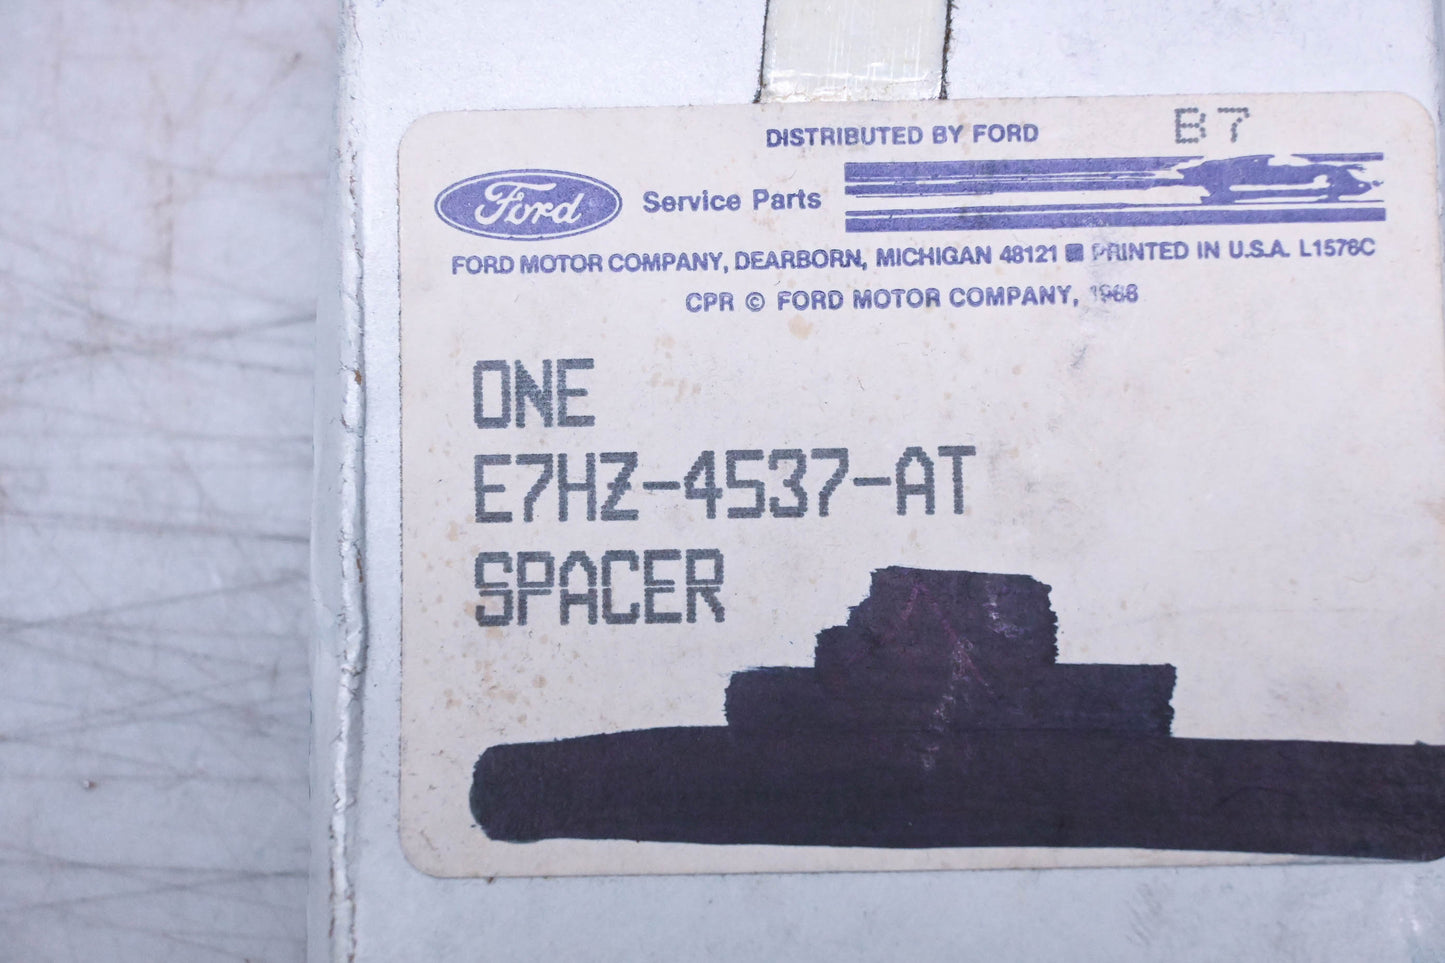 DISTRIBUTED BY FORD
B7
Ford Service Parts
FORD MOTOR COMPANY, DEARBORN, MICHIGAN 48121 ■ PRINTED IN U.S.A. L1576C
CPR © FORD MOTOR COMPANY, 1988
ONE
E7HZ-4537-AT
SPACER